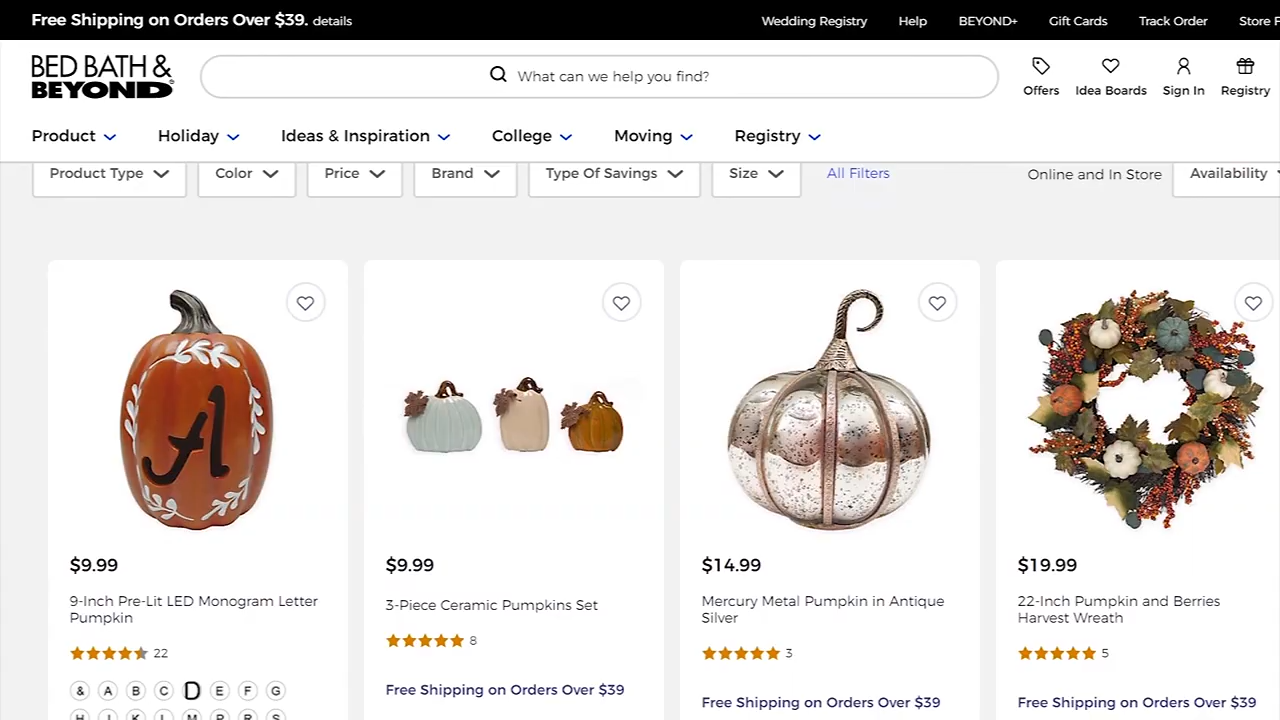 Free Shipping on Orders Over $39. details
Wedding Registry Help BEYOND+ Gift Cards Track Order Store
BED BATH &
BEYOND
What can we help you find?
Offers Idea Boards Sign In Registry
Product Holiday Ideas & Inspiration College Moving Registry
Product Type Color Price Brand Type Of Savings Size All Filters Online and In Store Availability
A
$9.99
9-Inch Pre-Lit LED Monogram Letter
Pumpkin
22
& A B C D E F G
H I K L M P R S
$9.99
3-Piece Ceramic Pumpkins Set
8
Free Shipping on Orders Over $39
$14.99
Mercury Metal Pumpkin in Antique
Silver
3
Free Shipping on Orders Over $39
$19.99
22-Inch Pumpkin and Berries
Harvest Wreath
5
Free Shipping on Orders Over $39